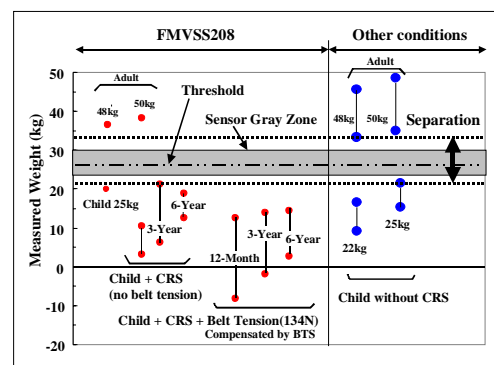 FMVSS208
Other conditions
Measured Weight (kg)
50
40
30
20
10
0
-10
-20
Adult
48kg
50kg
Threshold
Sensor Gray Zone
Adult
48kg
50kg
Separation
Child 25kg
3-Year
6-Year
12-Month
3-Year
6-Year
22kg
25kg
Child + CRS
(no belt tension)
Child without CRS
Child + CRS + Belt Tension(134N)
Compensated by BTS